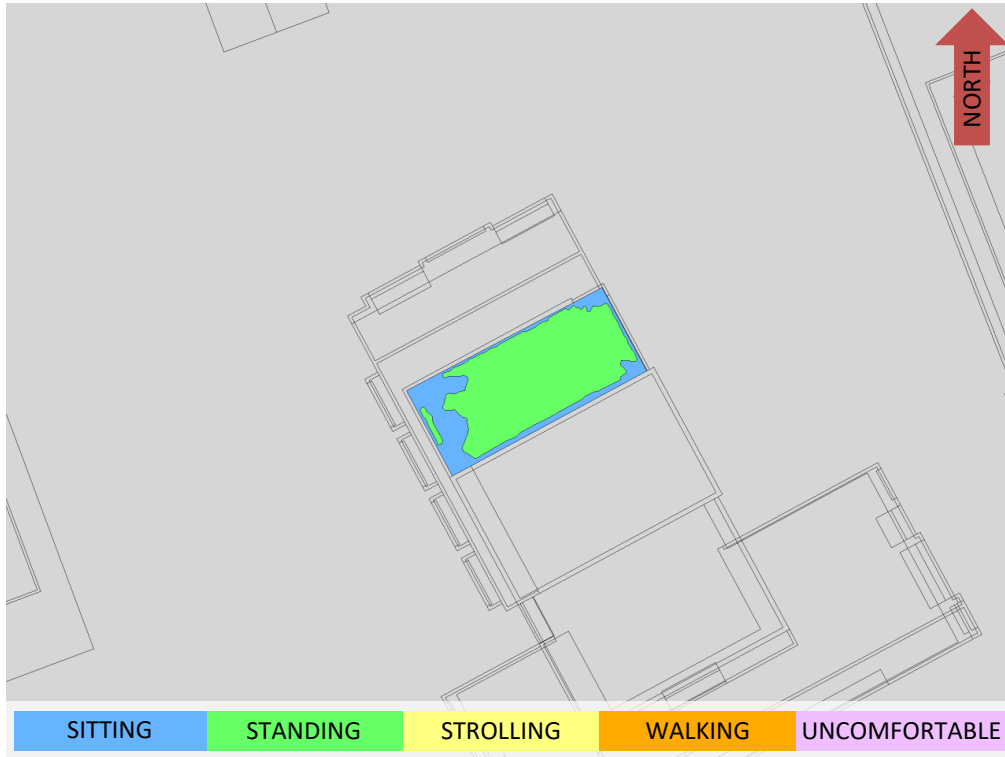 NORTH
SITTING
STANDING
STROLLING
WALKING
UNCOMFORTABLE